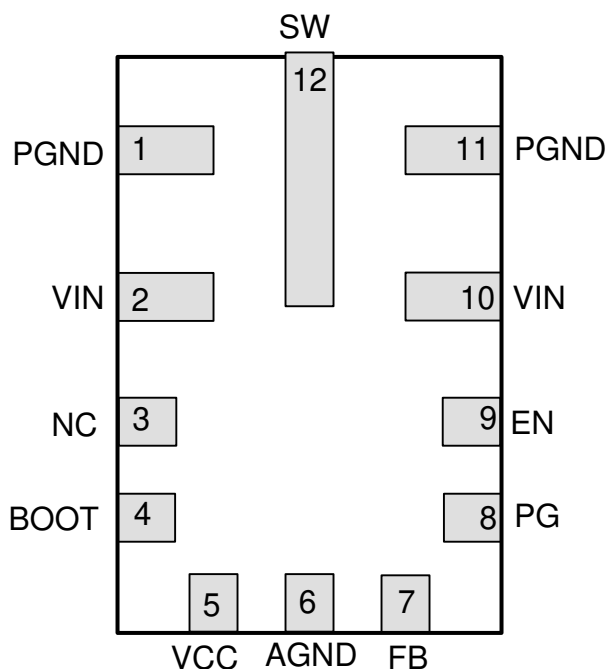 SW
12
PGND 1 11 PGND
VIN 2 10 VIN
NC 3 9 EN
BOOT 4 8 PG
5 6 7
VCC AGND FB